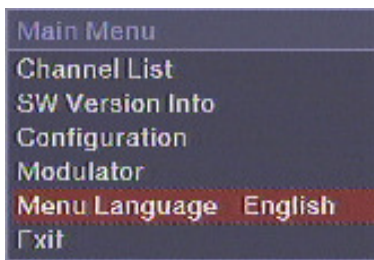 Main Menu
Channel List
SW Version Info
Configuration
Modulator
Menu Language English
Exit